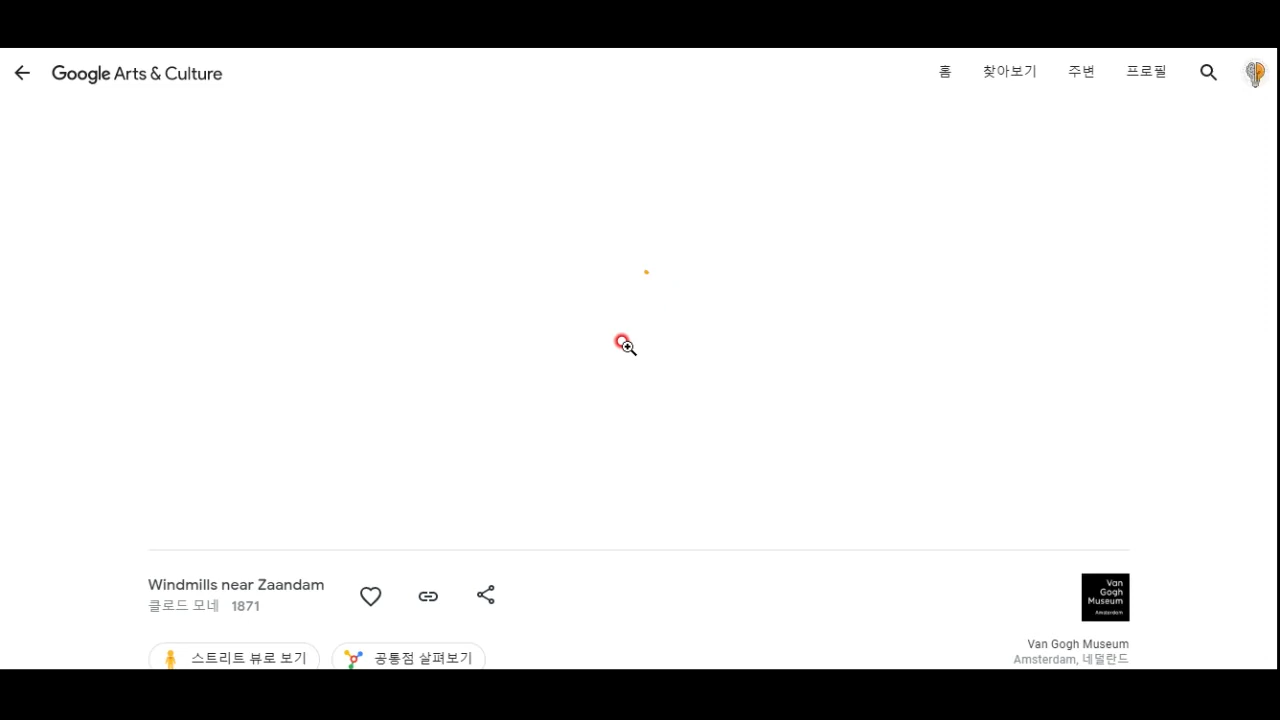 Google Arts & Culture 홈 찾아보기 주변 프로필
Windmills near Zaandam
클로드 모네 1871
Van
Gogh
Museum
Amsterdam
스트리트 뷰로 보기 공통점 살펴보기
Van Gogh Museum
Amsterdam, 네덜란드